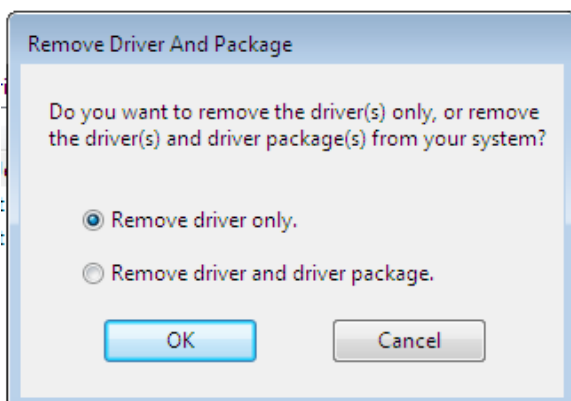 Remove Driver And Package
Do you want to remove the driver(s) only, or remove
the driver(s) and driver package(s) from your system?
Remove driver only.
Remove driver and driver package.
OK Cancel